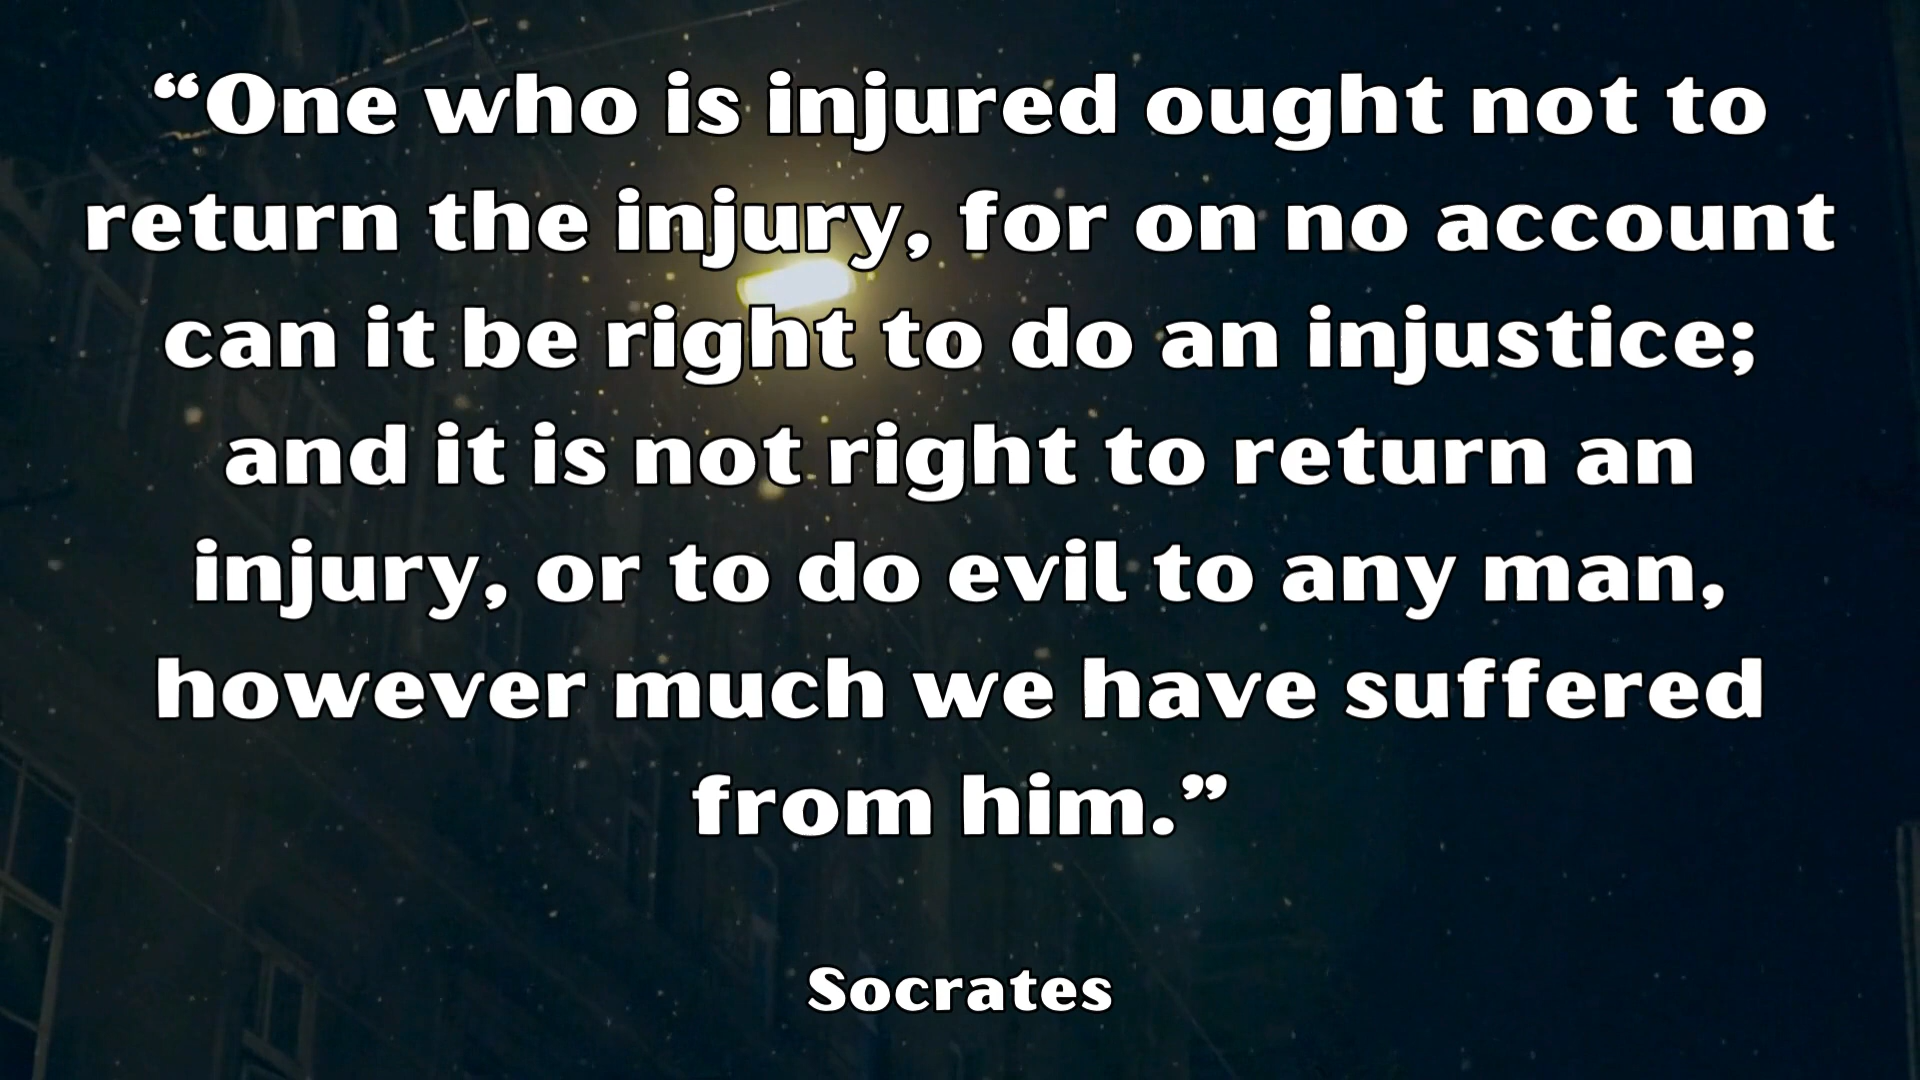 “One who is injured ought not to
return the injury, for on no account
can it be right to do an injustice;
and it is not right to return an
injury, or to do evil to any man,
however much we have suffered
from him.”
Socrates